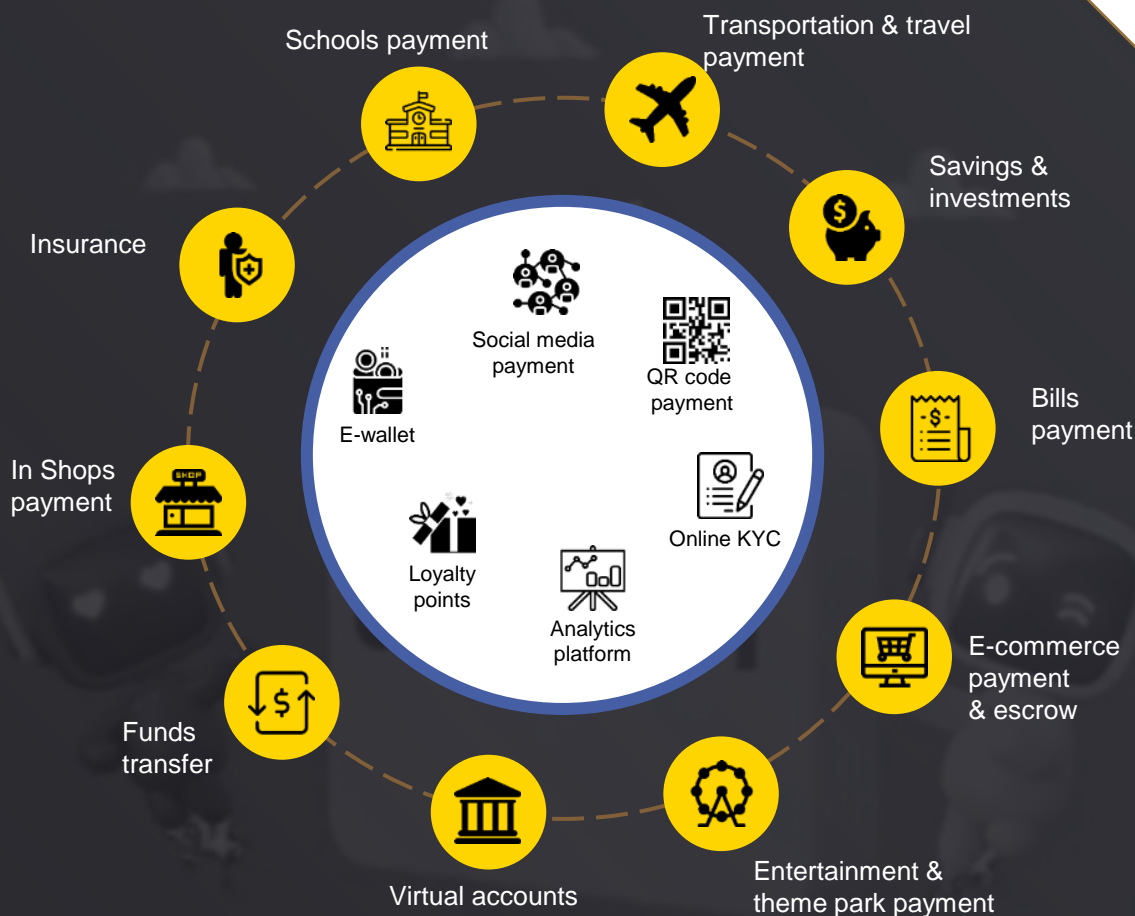 Schools payment
Transportation & travel
payment
Savings &
investments
Insurance
Social media
payment
QR code
payment
E-wallet
Bills
payment
In Shops
payment
SHOP
Online KYC
Loyalty
points
Analytics
platform
E-commerce
payment
& escrow
Funds
transfer
Virtual accounts
Entertainment &
theme park payment